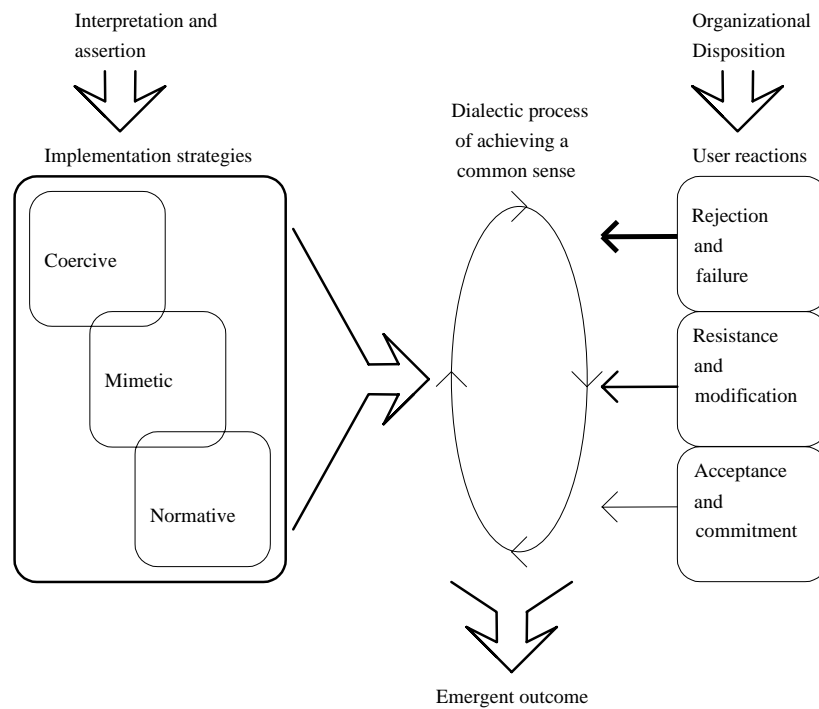 Interpretation and
assertion
Implementation strategies
Coercive
Mimetic
Normative
Dialectic process
of achieving a
common sense
Organizational
Disposition
User reactions
Rejection
and
failure
Resistance
and
modification
Acceptance
and
commitment
Emergent outcome